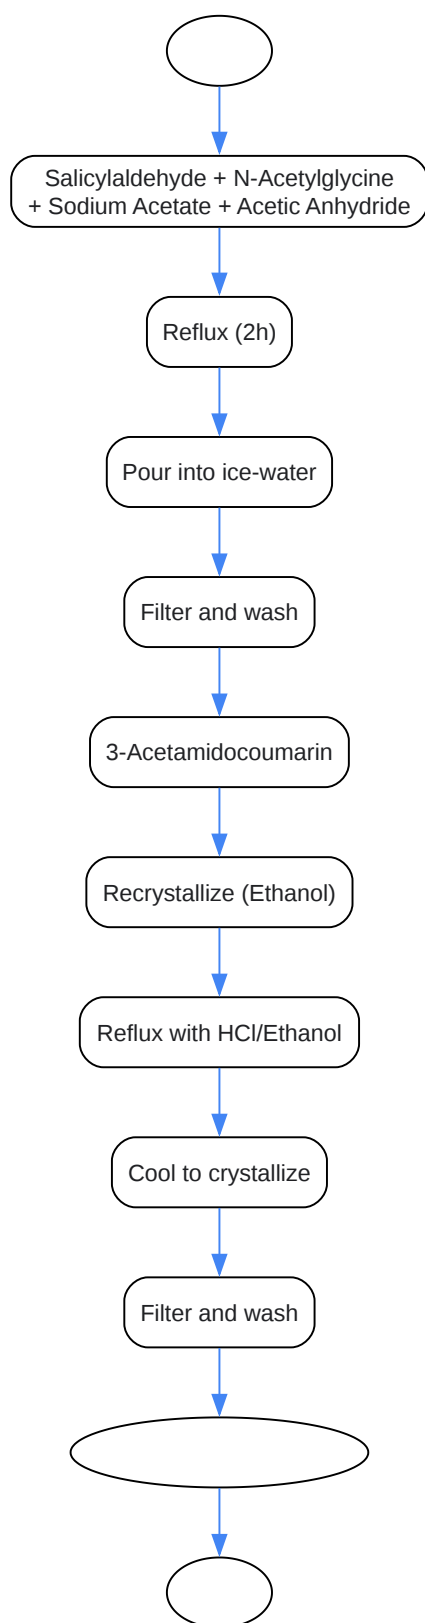 Salicylaldehyde + N-Acetylglycine
+ Sodium Acetate + Acetic Anhydride
Reflux (2h)
Pour into ice-water
Filter and wash
3-Acetamidocoumarin
Recrystallize (Ethanol)
Reflux with HCl/Ethanol
Cool to crystallize
Filter and wash